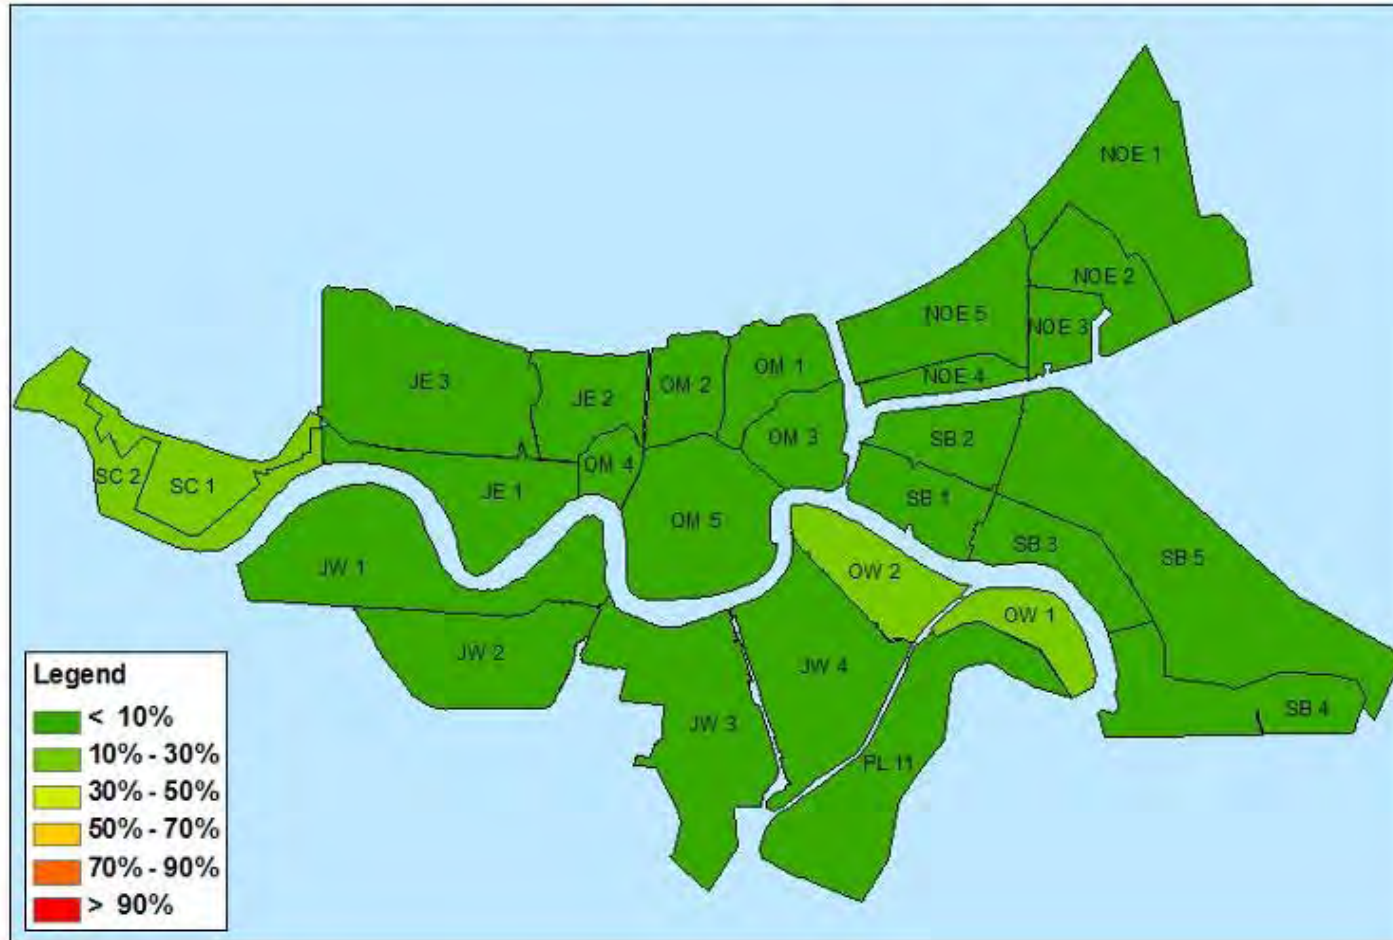 NOE 1
NOE 2
NOE 5
NOE 3
NOE 4
OM 1
OM 2
JE 3
JE 2
OM 3
SB 2
OM 4
SC 2
SC 1
JE 1
SB 1
OM 5
SB 3
SB 5
JW 1
OW 2
OW 1
JW 2
JW 4
SB 4
JW 3
PL 11
Legend
< 10%
10% - 30%
30% - 50%
50% - 70%
70% - 90%
> 90%